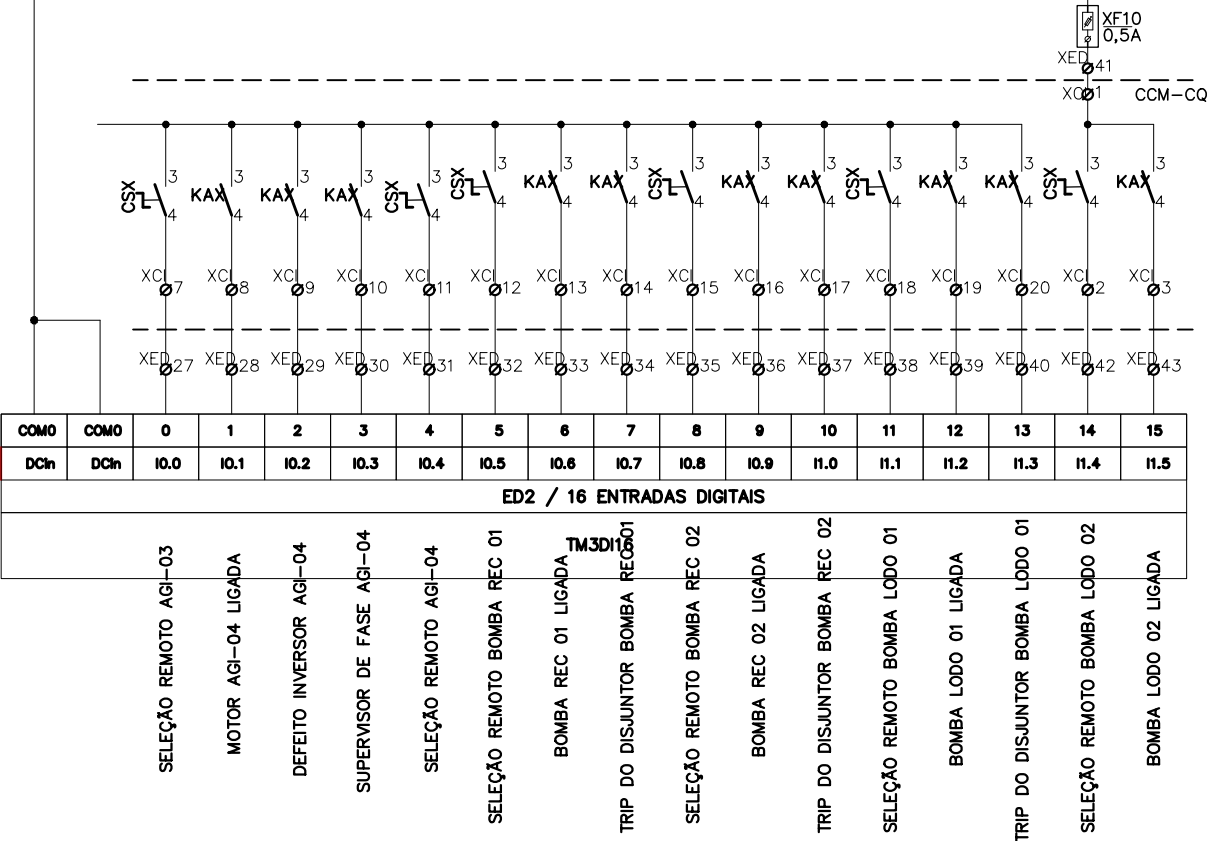 XF10
0,5A
XED 41
XCI 1 CCM-CQ
3 3 3 3 3 3 3 3 3 3 3 3 3 3 3 3
CSX KAX KAX KAX CSX CSX KAX KAX CSX KAX KAX CSX KAX KAX CSX KAX
4 4 4 4 4 4 4 4 4 4 4 4 4 4 4 4
XCI 7 XCI 8 XCI 9 XCI 10 XCI 11 XCI 12 XCI 13 XCI 14 XCI 15 XCI 16 XCI 17 XCI 18 XCI 19 XCI 20 XCI 2 XCI 3
XED 27 XED 28 XED 29 XED 30 XED 31 XED 32 XED 33 XED 34 XED 35 XED 36 XED 37 XED 38 XED 39 XED 40 XED 42 XED 43
COM0 COM0 0 1 2 3 4 5 6 7 8 9 10 11 12 13 14 15
DCIn DCIn I0.0 I0.1 I0.2 I0.3 I0.4 I0.5 I0.6 I0.7 I0.8 I0.9 I1.0 I1.1 I1.2 I1.3 I1.4 I1.5
ED2 / 16 ENTRADAS DIGITAIS
TM3DI16
SELEÇÃO REMOTO AGI-03
MOTOR AGI-04 LIGADA
DEFEITO INVERSOR AGI-04
SUPERVISOR DE FASE AGI-04
SELEÇÃO REMOTO AGI-04
SELEÇÃO REMOTO BOMBA REC 01
BOMBA REC 01 LIGADA
TRIP DO DISJUNTOR BOMBA REC 01
SELEÇÃO REMOTO BOMBA REC 02
BOMBA REC 02 LIGADA
TRIP DO DISJUNTOR BOMBA REC 02
SELEÇÃO REMOTO BOMBA LODO 01
BOMBA LODO 01 LIGADA
TRIP DO DISJUNTOR BOMBA LODO 01
SELEÇÃO REMOTO BOMBA LODO 02
BOMBA LODO 02 LIGADA